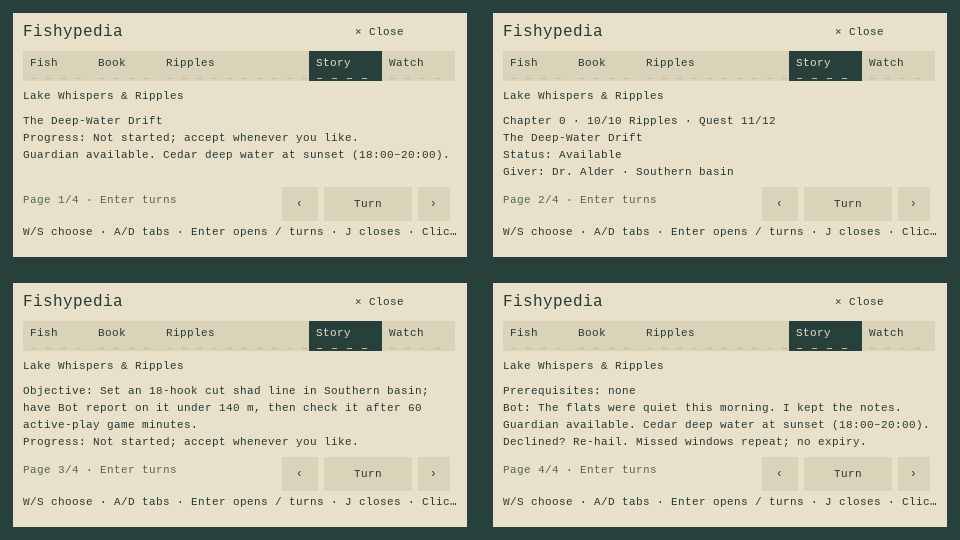 Fishypedia
× Close
Fish Book Ripples Story Watch
Lake Whispers & Ripples
The Deep-Water Drift
Progress: Not started; accept whenever you like.
Guardian available. Cedar deep water at sunset (18:00–20:00).
Page 1/4 · Enter turns
‹ Turn ›
W/S choose · A/D tabs · Enter opens / turns · J closes · Clic…
Fishypedia
× Close
Fish Book Ripples Story Watch
Lake Whispers & Ripples
Chapter 0 · 10/10 Ripples · Quest 11/12
The Deep-Water Drift
Status: Available
Giver: Dr. Alder · Southern basin
Page 2/4 · Enter turns
‹ Turn ›
W/S choose · A/D tabs · Enter opens / turns · J closes · Clic…
Fishypedia
× Close
Fish Book Ripples Story Watch
Lake Whispers & Ripples
Objective: Set an 18-hook cut shad line in Southern basin;
have Bot report on it under 140 m, then check it after 60
active-play game minutes.
Progress: Not started; accept whenever you like.
Page 3/4 · Enter turns
‹ Turn ›
W/S choose · A/D tabs · Enter opens / turns · J closes · Clic…
Fishypedia
× Close
Fish Book Ripples Story Watch
Lake Whispers & Ripples
Prerequisites: none
Bot: The flats were quiet this morning. I kept the notes.
Guardian available. Cedar deep water at sunset (18:00–20:00).
Declined? Re-hail. Missed windows repeat; no expiry.
Page 4/4 · Enter turns
‹ Turn ›
W/S choose · A/D tabs · Enter opens / turns · J closes · Clic…